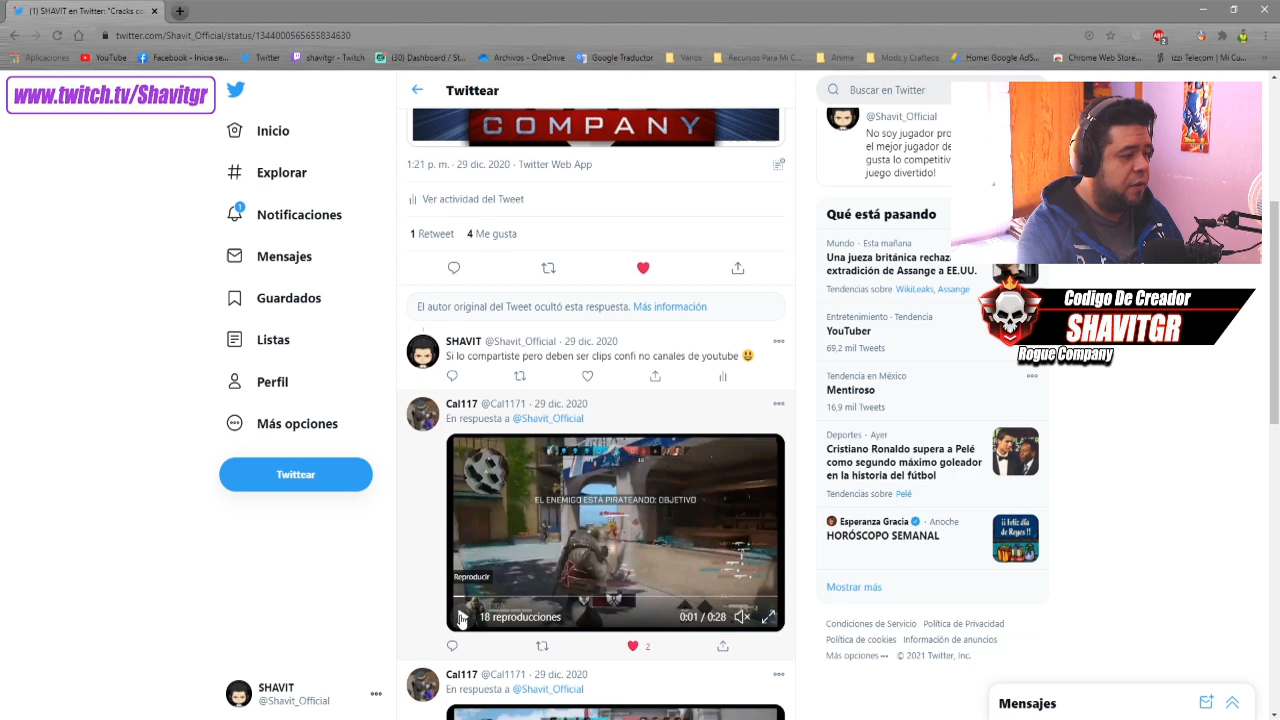 (1) SHAVIT en Twitter: "Cracks co
twitter.com/Shavit_Official/status/1344000565655834630
Aplicaciones
YouTube
Facebook - Inicia se...
Twitter
shavitgr - Twitch
(30) Dashboard / St...
Archivos - OneDrive
Google Traductor
Varios
Recursos Para Mi C...
Anime
Mods y Crafteos
Home: Google AdS...
izzi Telecom | Mi Cu...
www.twitch.tv/Shavitgr
Inicio
Explorar
1
Notificaciones
Mensajes
Guardados
Listas
Perfil
Más opciones
Twittear
SHAVIT
@Shavit_Official
Twittear
COMPANY
1:21 p. m. · 29 dic. 2020 · Twitter Web App
Ver actividad del Tweet
1 Retweet 4 Me gusta
El autor original del Tweet ocultó esta respuesta. Más información
SHAVIT @Shavit_Official · 29 dic. 2020
Si lo compartiste pero deben ser clips confi no canales de youtube 😃
Cal117 @Cal1171 · 29 dic. 2020
En respuesta a @Shavit_Official
EL ENEMIGO ESTÁ PIRATEANDO: OBJETIVO
Reproducir
18 reproducciones
0:01 / 0:28
2
Cal117 @Cal1171 · 29 dic. 2020
En respuesta a @Shavit_Official
Buscar en Twitter
@Shavit_Official
No soy jugador pro
el mejor jugador de
gusta lo competitiv
juego divertido!
Qué está pasando
Mundo · Esta mañana
Una jueza británica rechaza
extradición de Assange a EE.UU.
Tendencias sobre WikiLeaks, Assange
Entretenimiento · Tendencia
YouTuber
69,2 mil Tweets
Tendencia en México
Mentiroso
16,9 mil Tweets
Deportes · Ayer
Cristiano Ronaldo supera a Pelé
como segundo máximo goleador
en la historia del fútbol
Tendencias sobre Pelé
Esperanza Gracia · Anoche
HORÓSCOPO SEMANAL
¡¡Feliz día
de Reyes !!
Mostrar más
Condiciones de Servicio Política de Privacidad
Política de cookies Información de anuncios
Más opciones © 2021 Twitter, Inc.
Codigo De Creador
SHAVITGR
Rogue Company
Mensajes